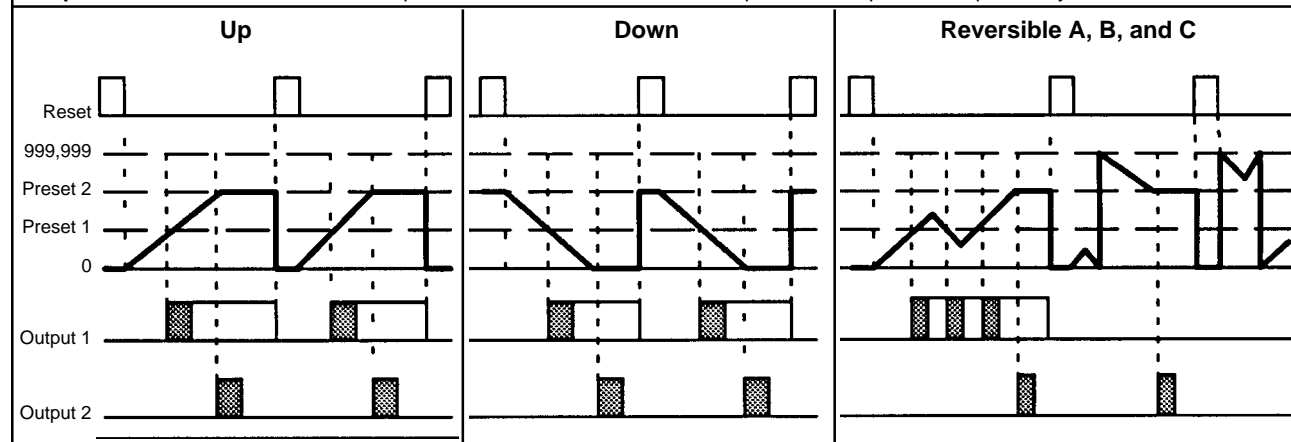 Up Down Reversible A, B, and C
Reset
999,999
Preset 2
Preset 1
0
Output 1
Output 2